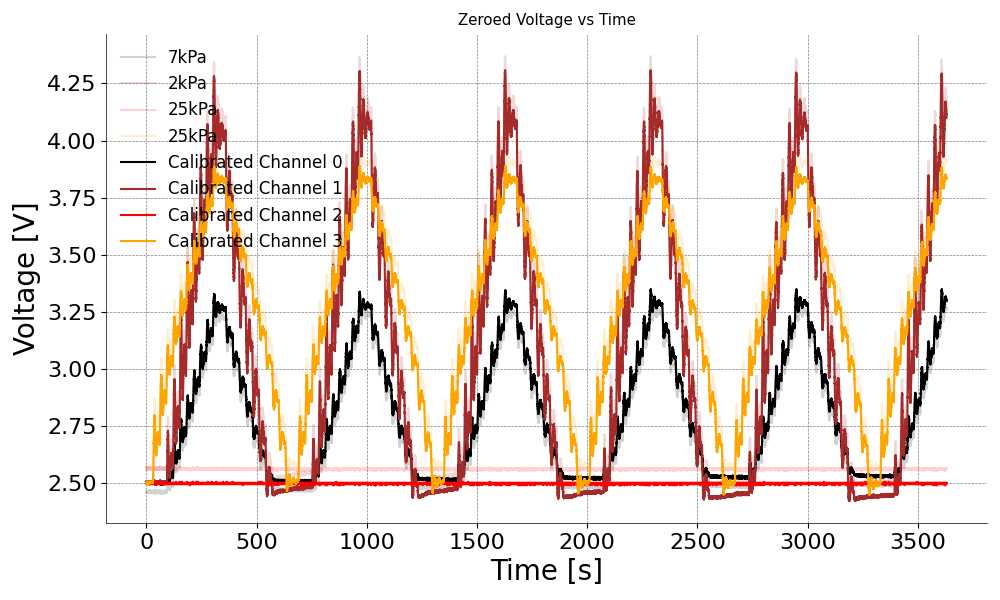 Zeroed Voltage vs Time
7kPa
2kPa
25kPa
25kPa
Calibrated Channel 0
Calibrated Channel 1
Calibrated Channel 2
Calibrated Channel 3
Voltage [V]
4.25
4.00
3.75
3.50
3.25
3.00
2.75
2.50
0 500 1000 1500 2000 2500 3000 3500
Time [s]